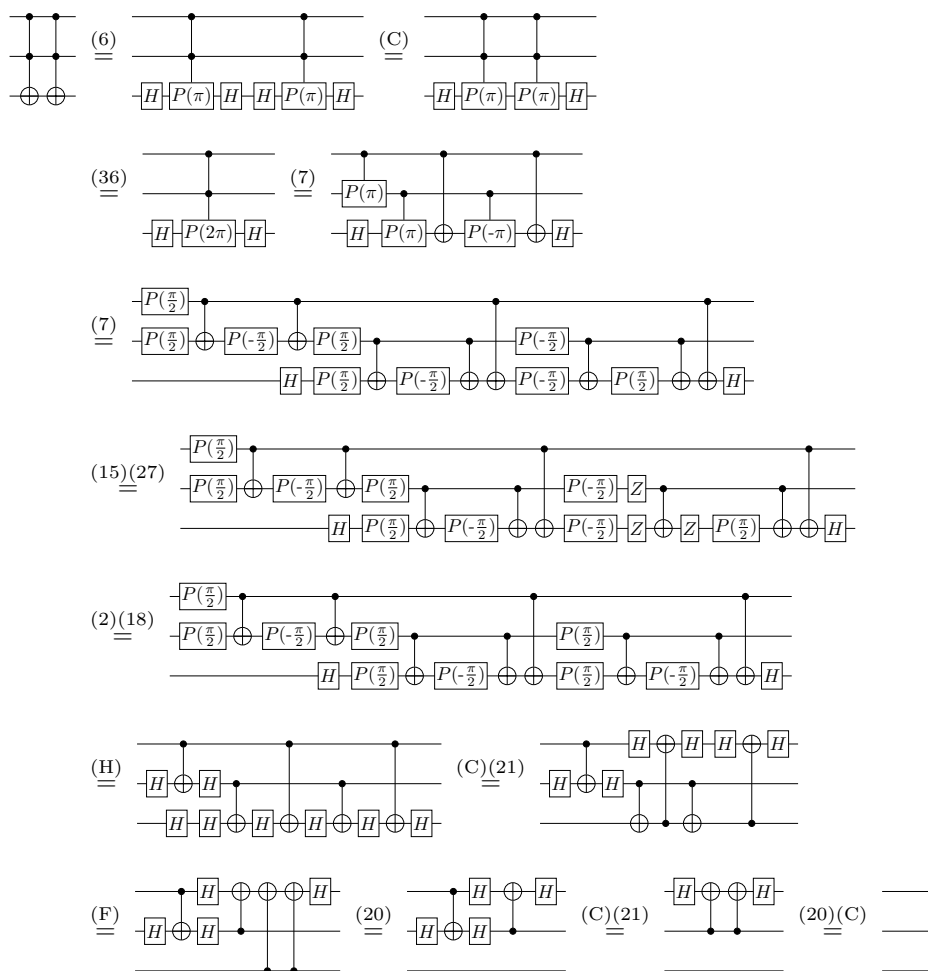 (6) = (C) =
H P(π) H H P(π) H H P(π) P(π) H
(36) = (7) =
P(π)
H P(2π) H H P(π) P(-π) H
P(π/2)
(7) = P(π/2) P(-π/2) P(π/2) P(-π/2)
H P(π/2) P(-π/2) P(-π/2) P(π/2) H
P(π/2)
(15)(27) = P(π/2) P(-π/2) P(π/2) P(-π/2) Z
H P(π/2) P(-π/2) P(-π/2) Z Z P(π/2) H
P(π/2)
(2)(18) = P(π/2) P(-π/2) P(π/2) P(π/2)
H P(π/2) P(-π/2) P(π/2) P(-π/2) H
(H) = (C)(21) = H H H H
H H H H
H H H H H H
(F) = H H (20) = H H (C)(21) = H H (20)(C) =
H H H H